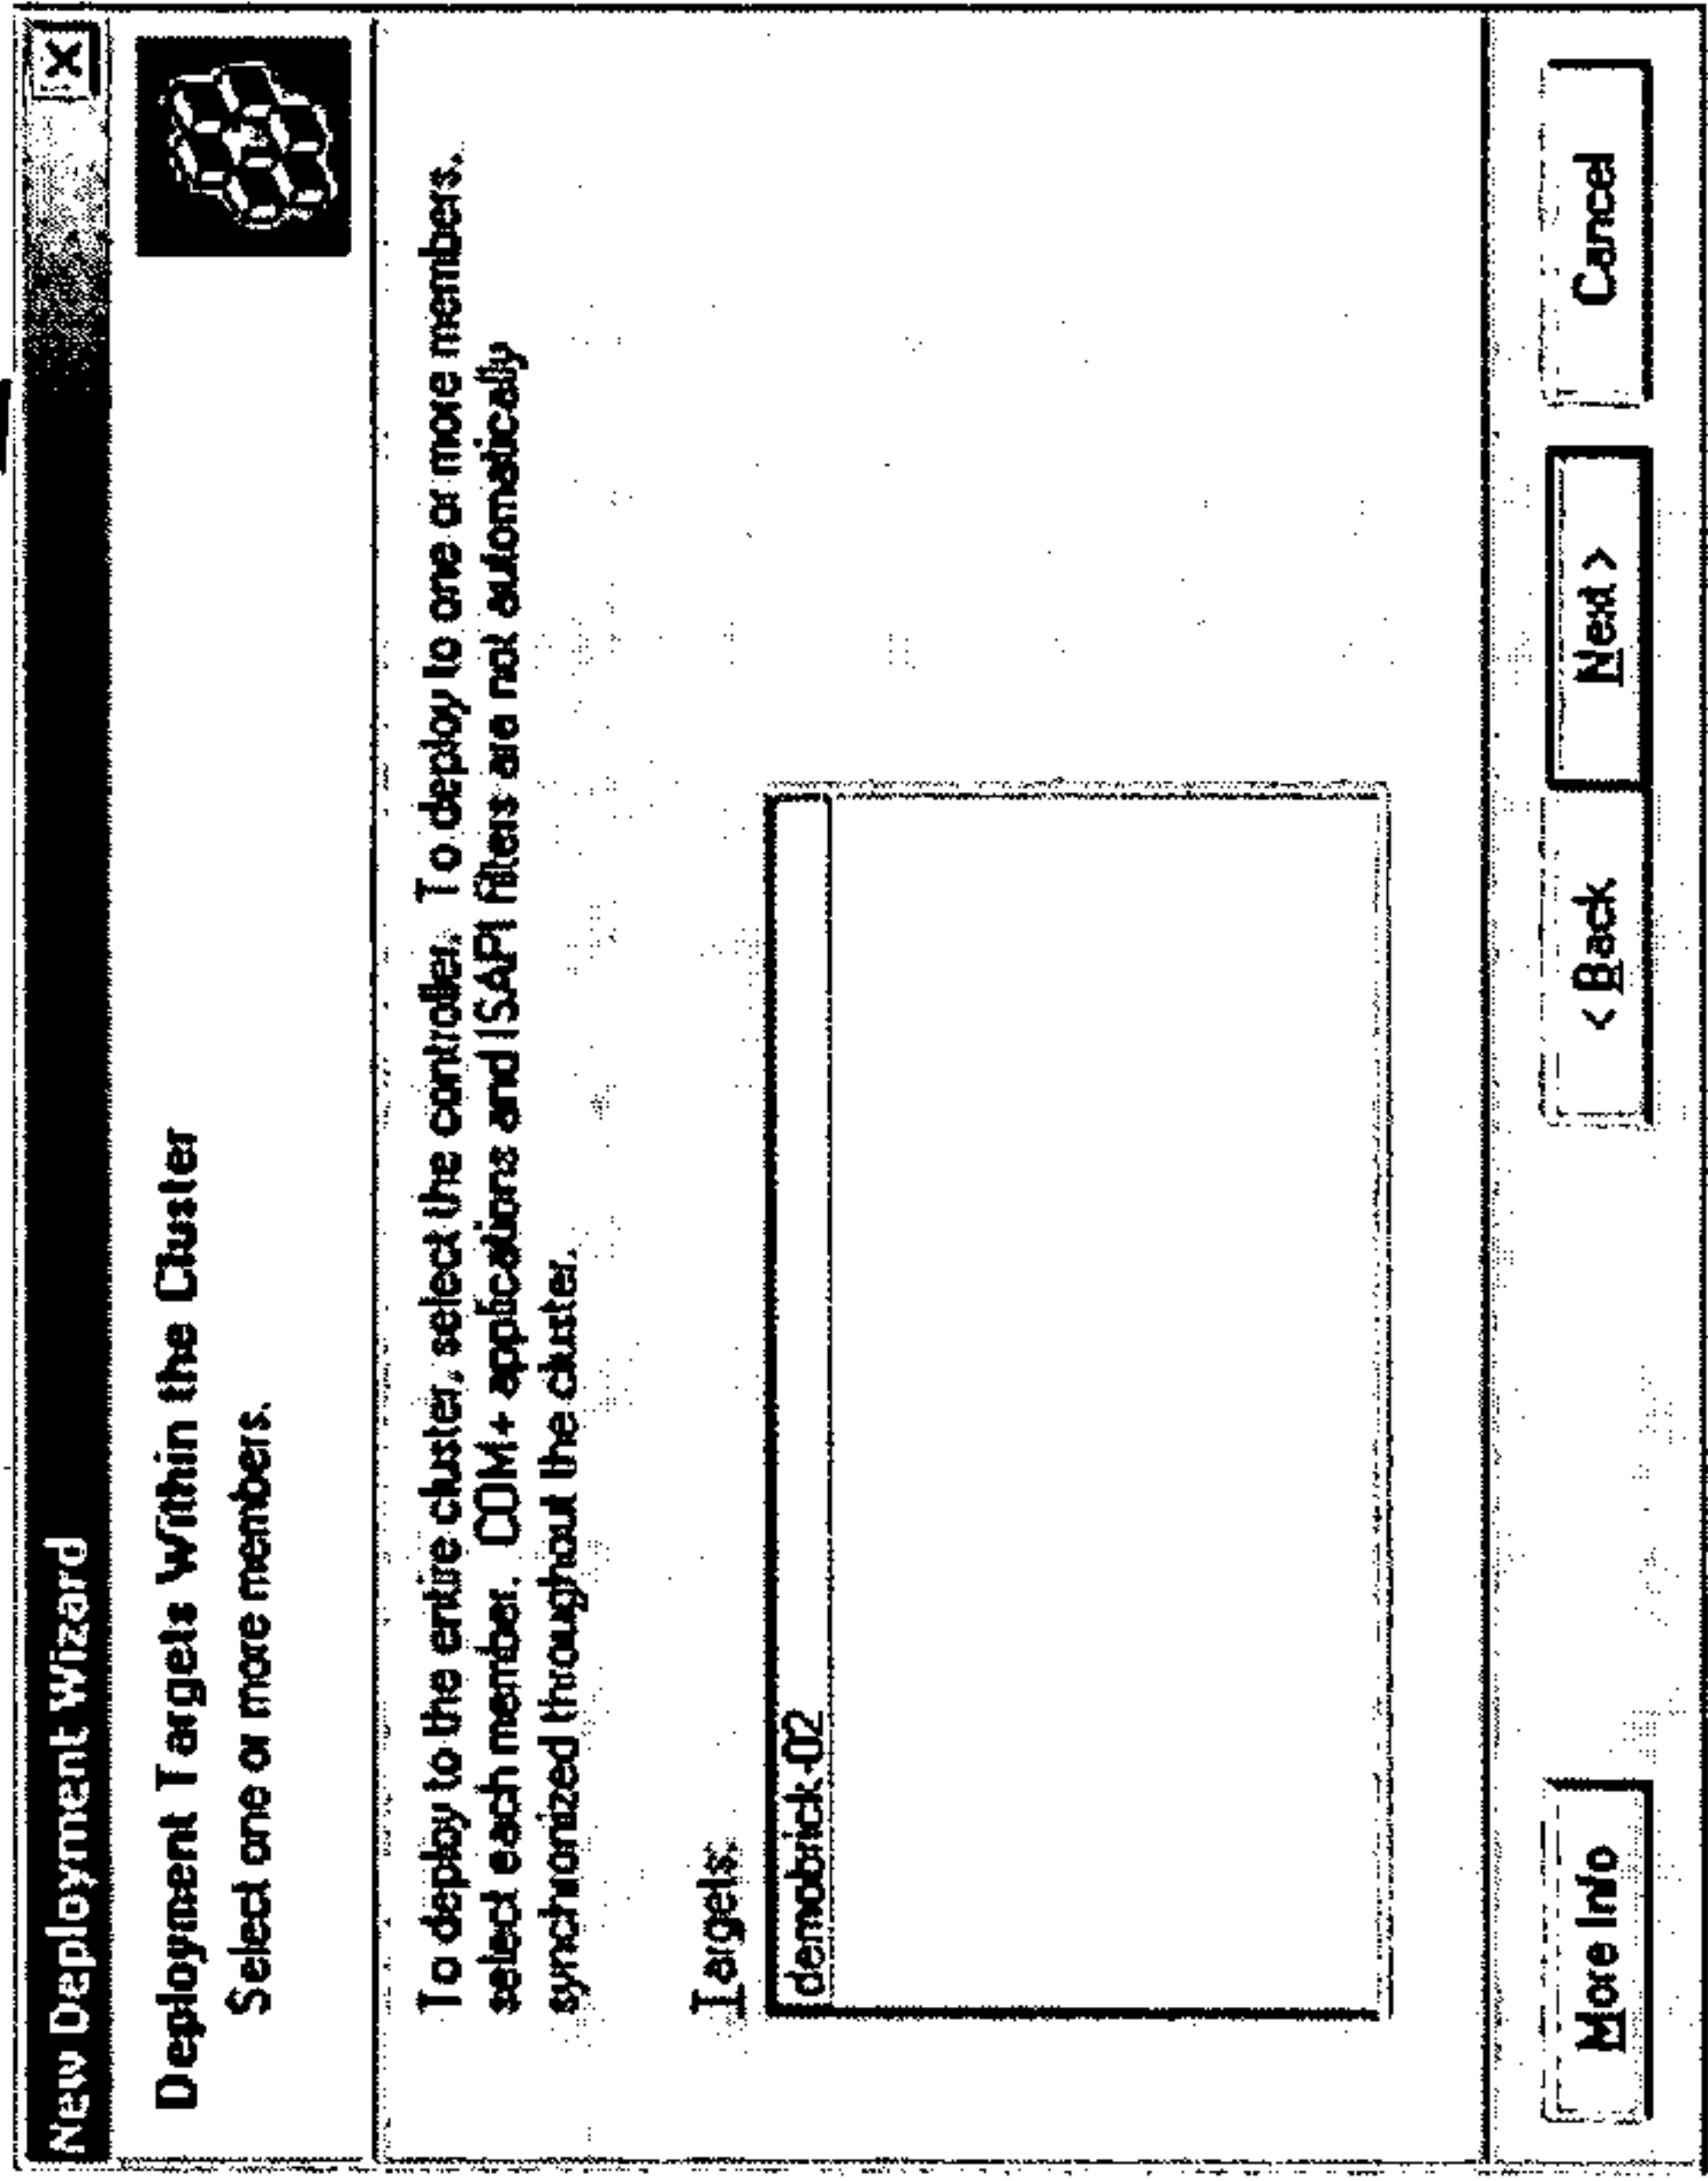 New Deployment Wizard
Deployment Targets Within the Cluster
Select one or more members.
To deploy to the entire cluster, select the controller. To deploy to one or more members,
select each member. COM+ applications and ISAPI filters are not automatically
synchronized throughout the cluster.
Targets:
demobrick-02
More Info
< Back
Next >
Cancel